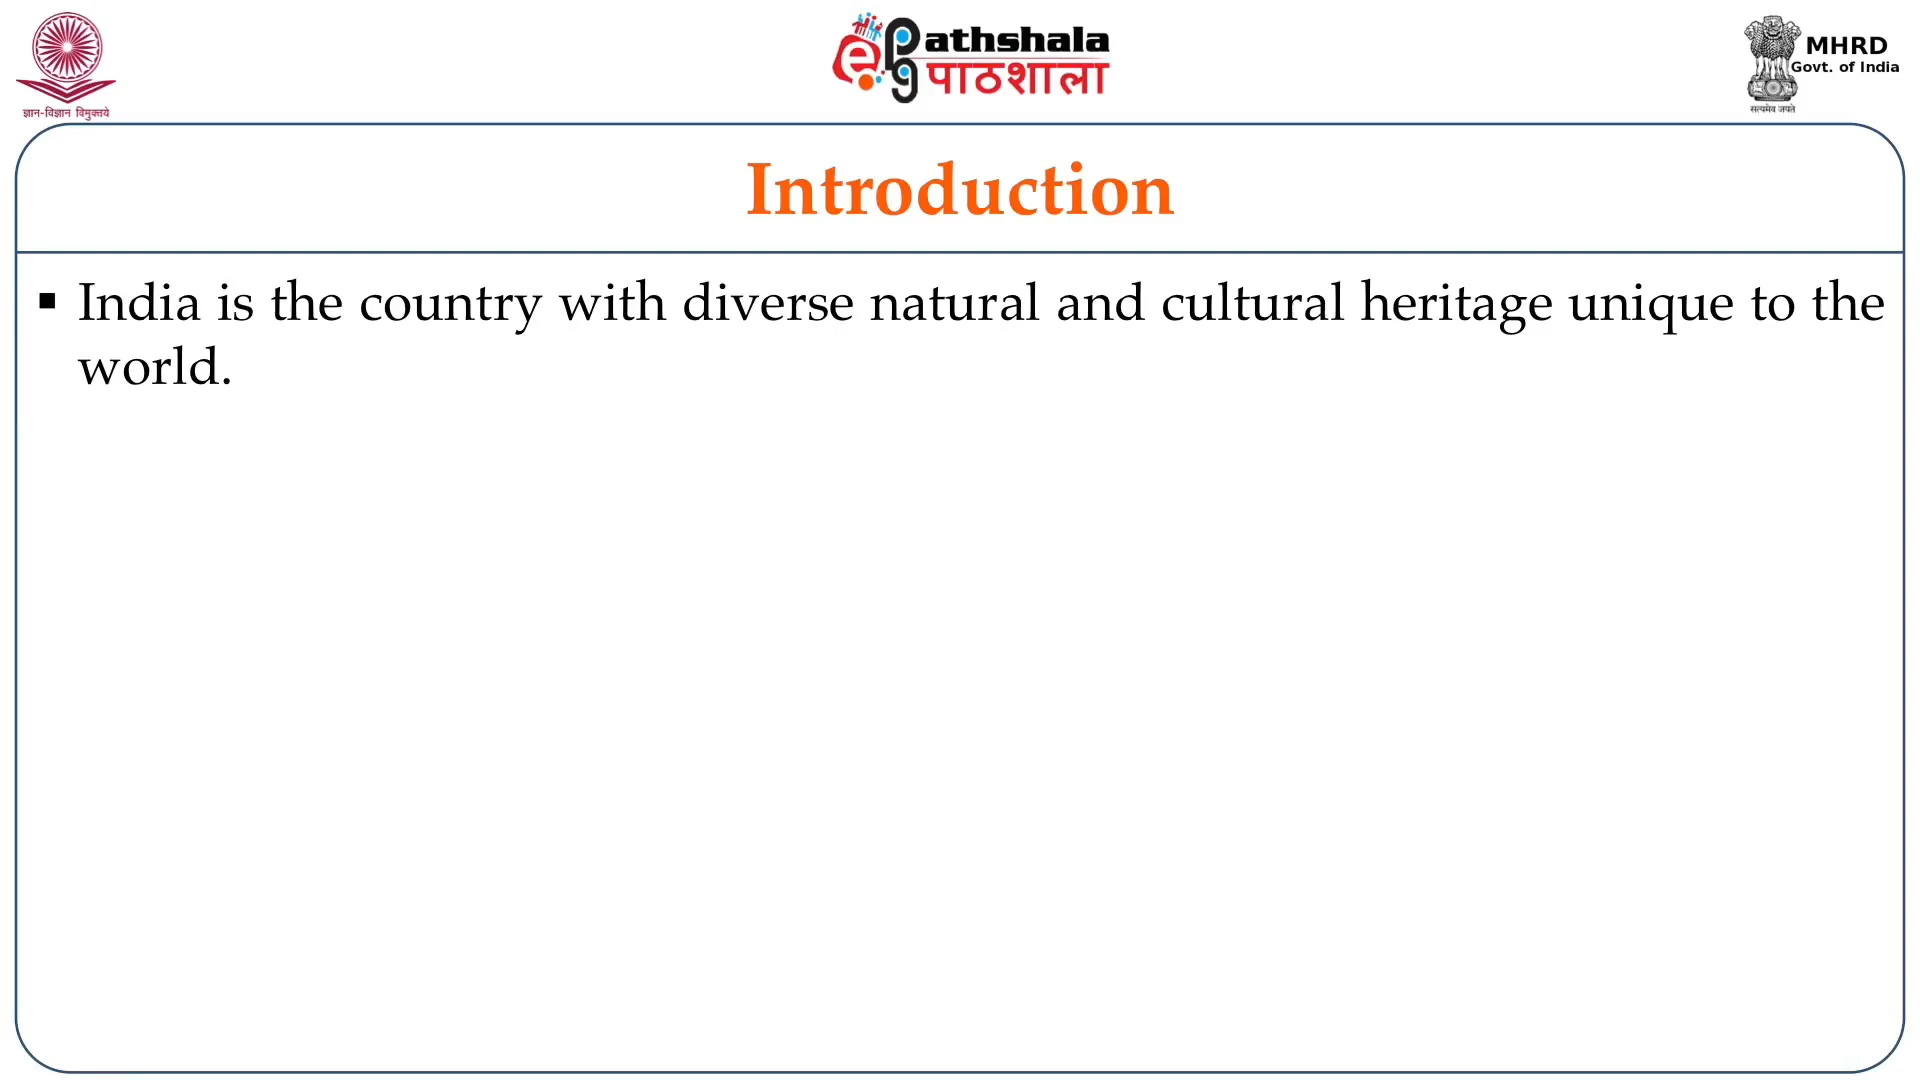 ज्ञान-विज्ञान विमुक्तये
ePathshala
पाठशाला
MHRD
Govt. of India
सत्यमेव जयते
Introduction
▪ India is the country with diverse natural and cultural heritage unique to the
world.